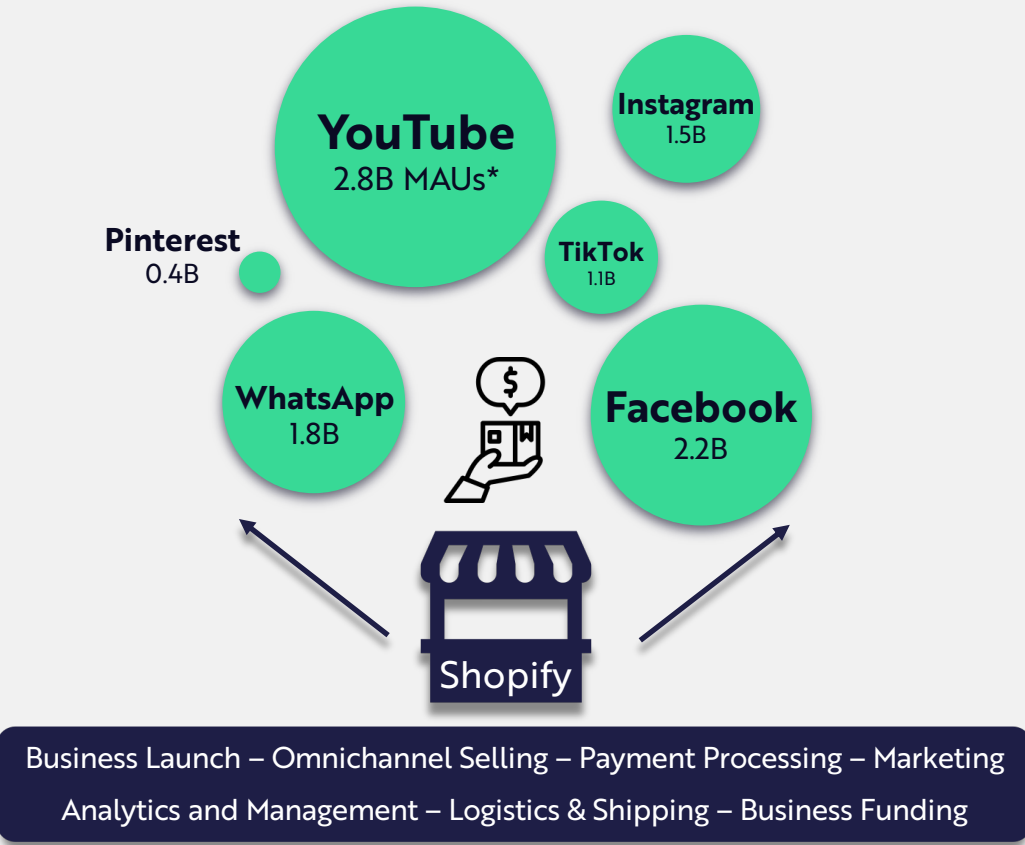 YouTube
2.8B MAUs*
Instagram
1.5B
Pinterest
0.4B
TikTok
1.1B
WhatsApp
1.8B
$
Facebook
2.2B
Shopify
Business Launch – Omnichannel Selling – Payment Processing – Marketing
Analytics and Management – Logistics & Shipping – Business Funding